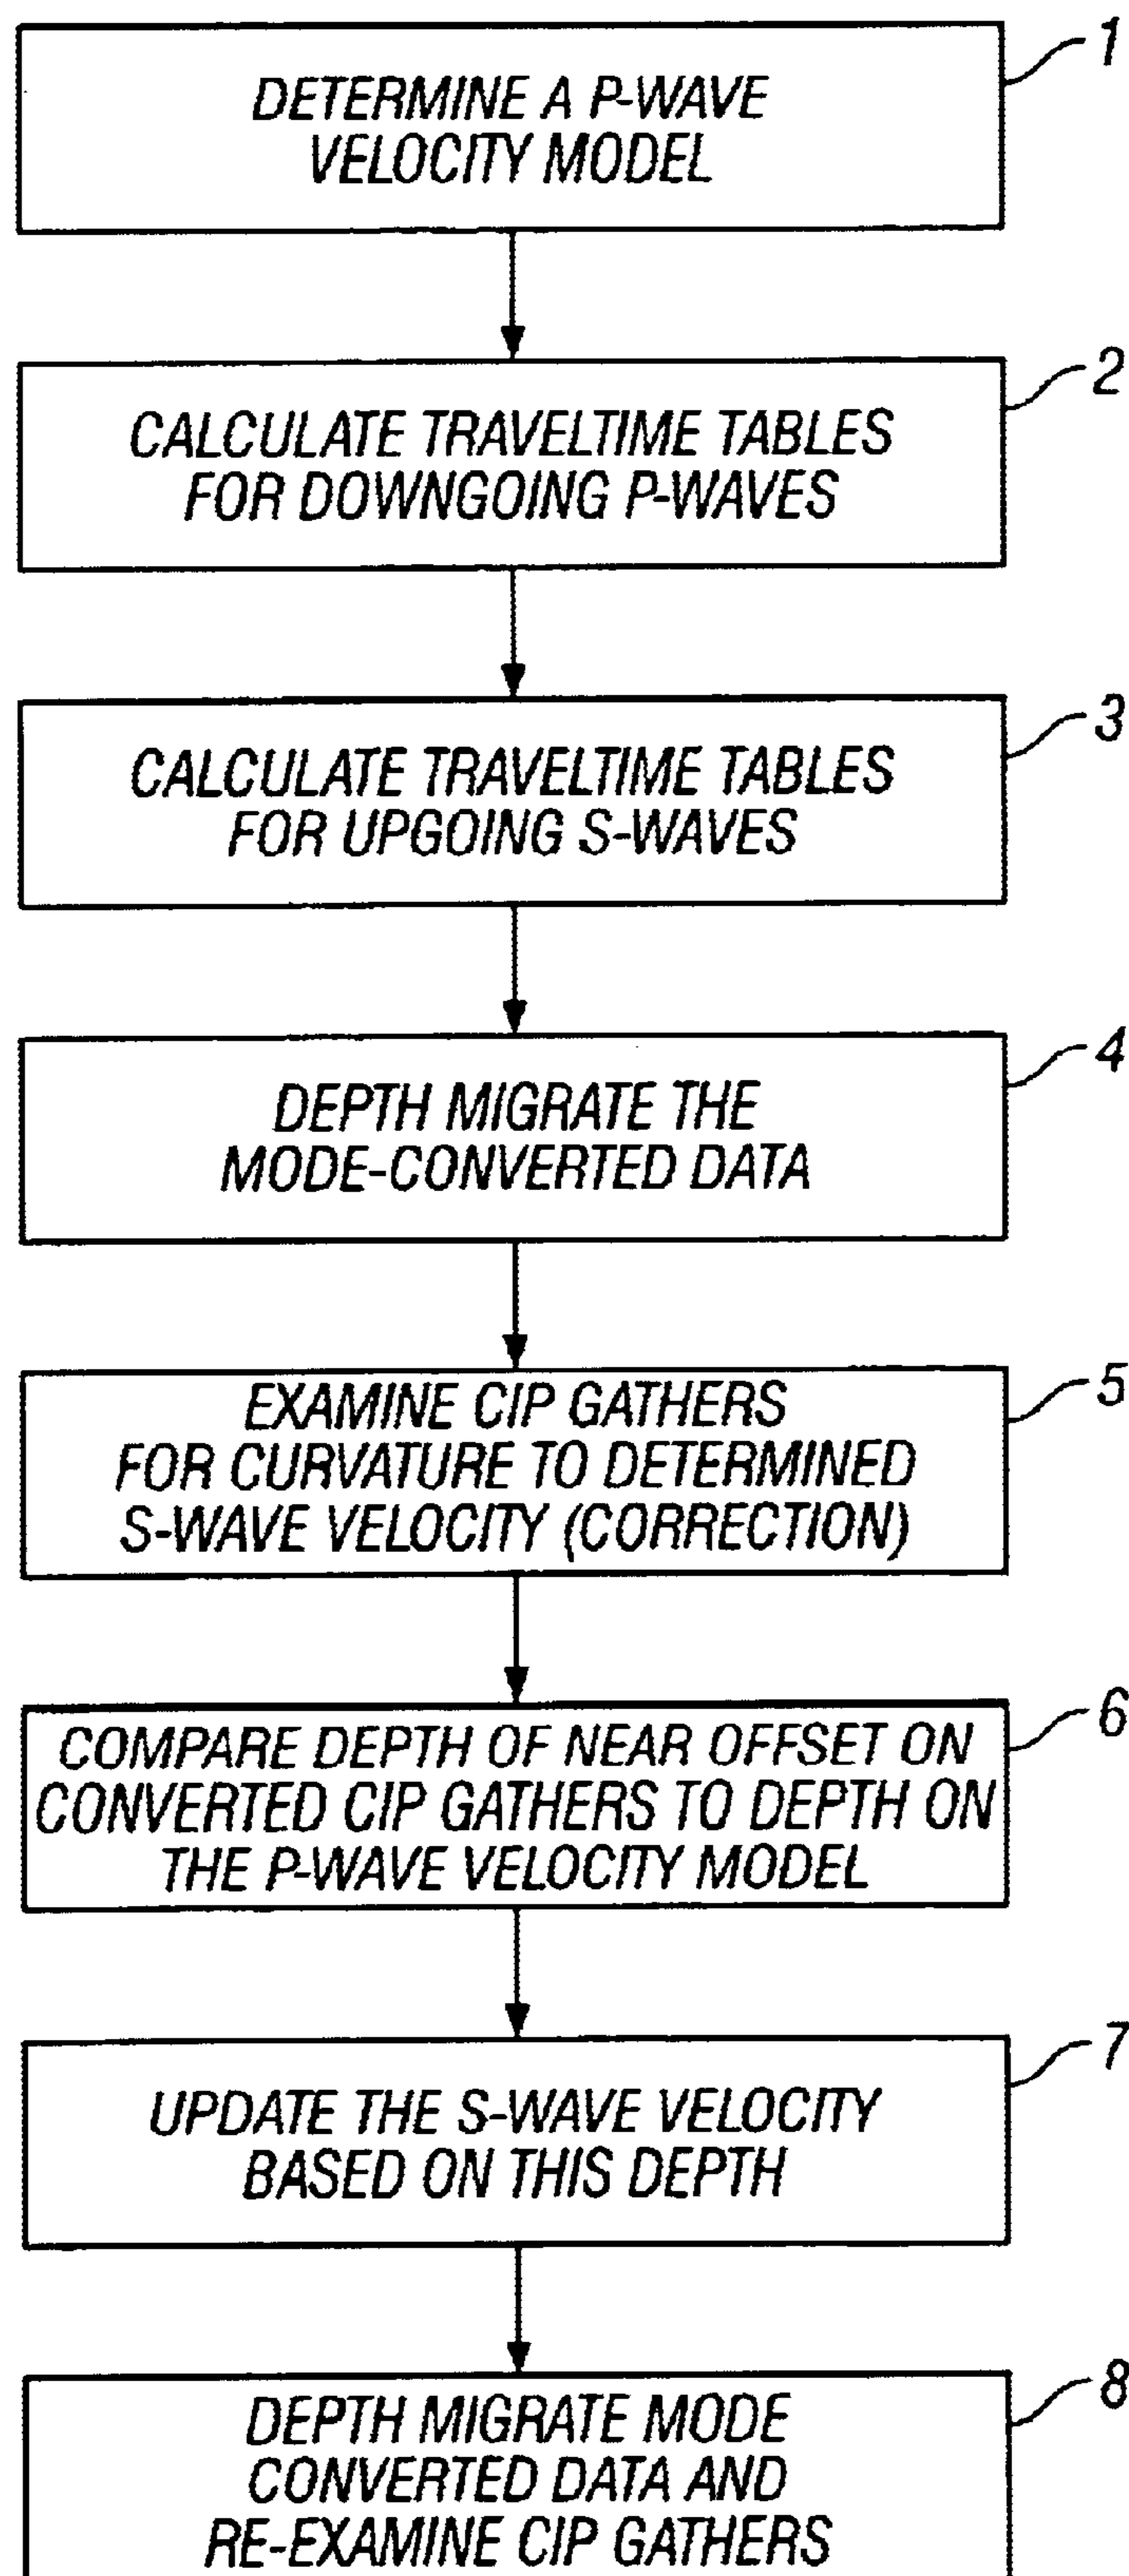 1
DETERMINE A P-WAVE
VELOCITY MODEL
2
CALCULATE TRAVELTIME TABLES
FOR DOWNGOING P-WAVES
3
CALCULATE TRAVELTIME TABLES
FOR UPGOING S-WAVES
4
DEPTH MIGRATE THE
MODE-CONVERTED DATA
5
EXAMINE CIP GATHERS
FOR CURVATURE TO DETERMINED
S-WAVE VELOCITY (CORRECTION)
6
COMPARE DEPTH OF NEAR OFFSET ON
CONVERTED CIP GATHERS TO DEPTH ON
THE P-WAVE VELOCITY MODEL
7
UPDATE THE S-WAVE VELOCITY
BASED ON THIS DEPTH
8
DEPTH MIGRATE MODE
CONVERTED DATA AND
RE-EXAMINE CIP GATHERS